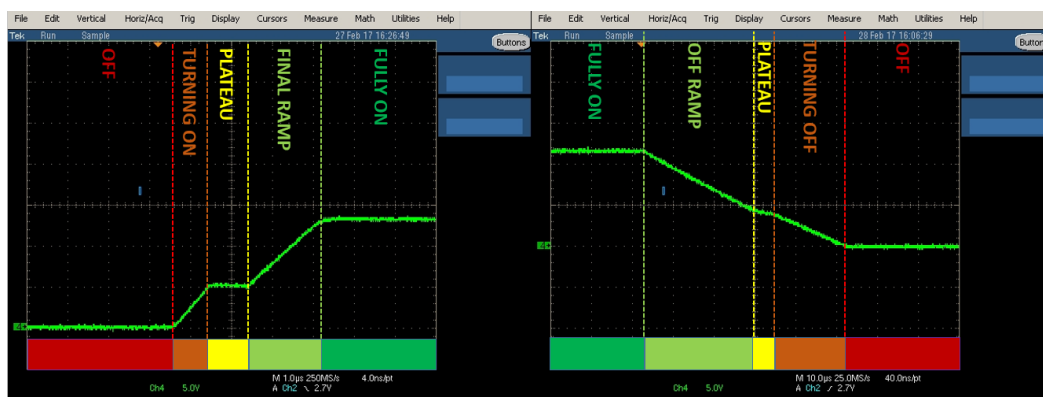 File Edit Vertical Horiz/Acq Trig Display Cursors Measure Math Utilities Help
Tek Run Sample 27 Feb 17 16:26:49 Buttons
OFF
TURNING ON
PLATEAU
FINAL RAMP
FULLY ON
4
M 1.0µs 250MS/s 4.0ns/pt
Ch4 5.0V A Ch2 \ 2.7V
File Edit Vertical Horiz/Acq Trig Display Cursors Measure Math Utilities Help
Tek Run Sample 28 Feb 17 16:06:29 Button
FULLY ON
OFF RAMP
PLATEAU
TURNING OFF
OFF
4
M 10.0µs 25.0MS/s 40.0ns/pt
Ch4 5.0V A Ch2 / 2.7V